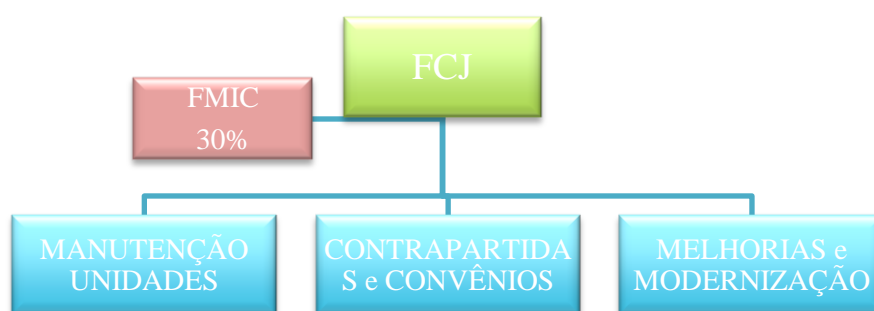 FCJ
FMIC
30%
MANUTENÇÃO
UNIDADES
CONTRAPARTIDA
S e CONVÊNIOS
MELHORIAS e
MODERNIZAÇÃO